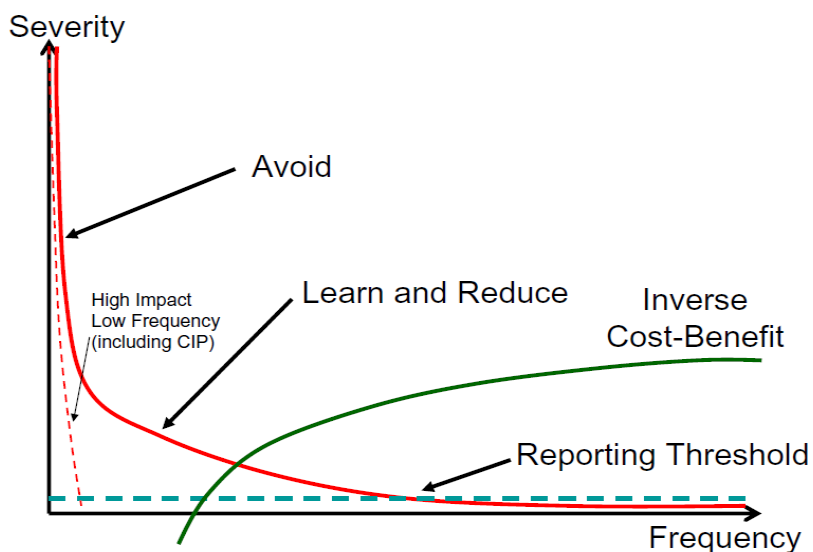 Severity
Avoid
High Impact
Low Frequency
(including CIP)
Learn and Reduce
Inverse
Cost-Benefit
Reporting Threshold
Frequency